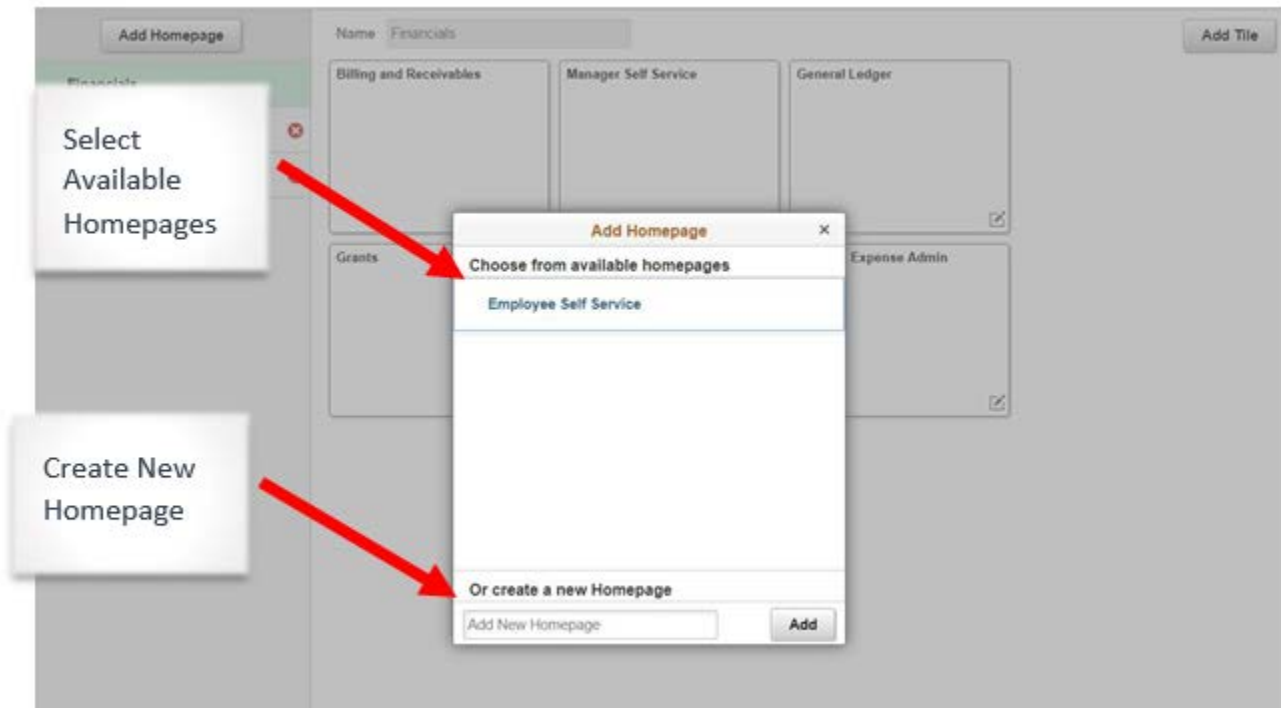 Add Homepage
Name Financials
Add Tile
Financials
Billing and Receivables
Manager Self Service
General Ledger
Select
Available
Homepages
Add Homepage ×
Grants
Expense Admin
Choose from available homepages
Employee Self Service
Create New
Homepage
Or create a new Homepage
Add New Homepage
Add